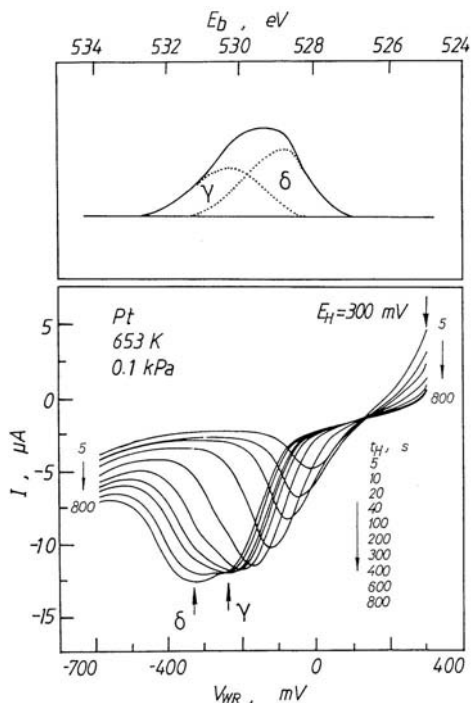 E_b , eV
534 532 530 528 526 524
γ
δ
Pt
653 K
0.1 kPa
E_H=300 mV
5
800
5
0
-5
-10
-15
I , μA
5
800
t_H, s
5
10
20
40
100
200
300
400
600
800
δ
γ
-700 -400 0 400
V_WR , mV